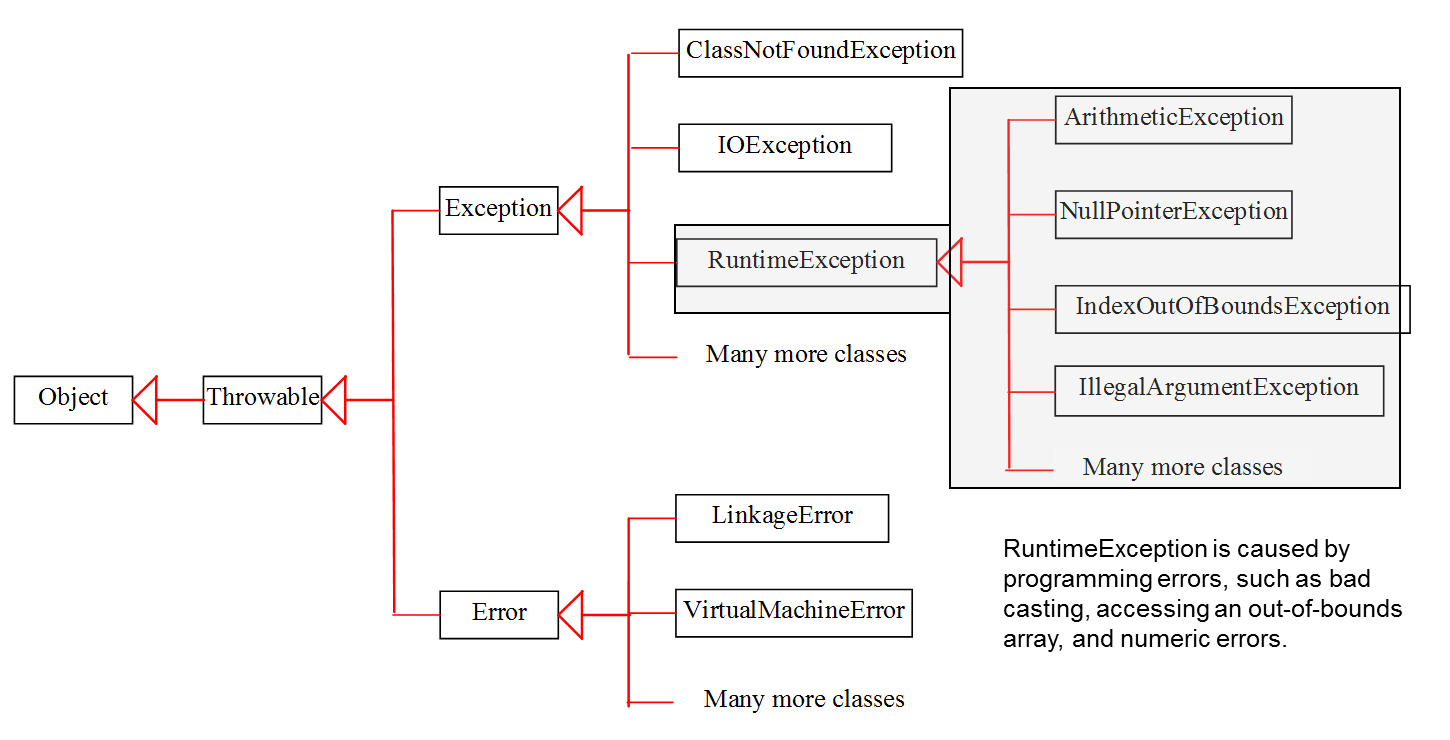 ClassNotFoundException
ArithmeticException
IOException
Exception
NullPointerException
RuntimeException
IndexOutOfBoundsException
Many more classes
Object
Throwable
IllegalArgumentException
Many more classes
LinkageError
RuntimeException is caused by
programming errors, such as bad
casting, accessing an out-of-bounds
array, and numeric errors.
Error
VirtualMachineError
Many more classes